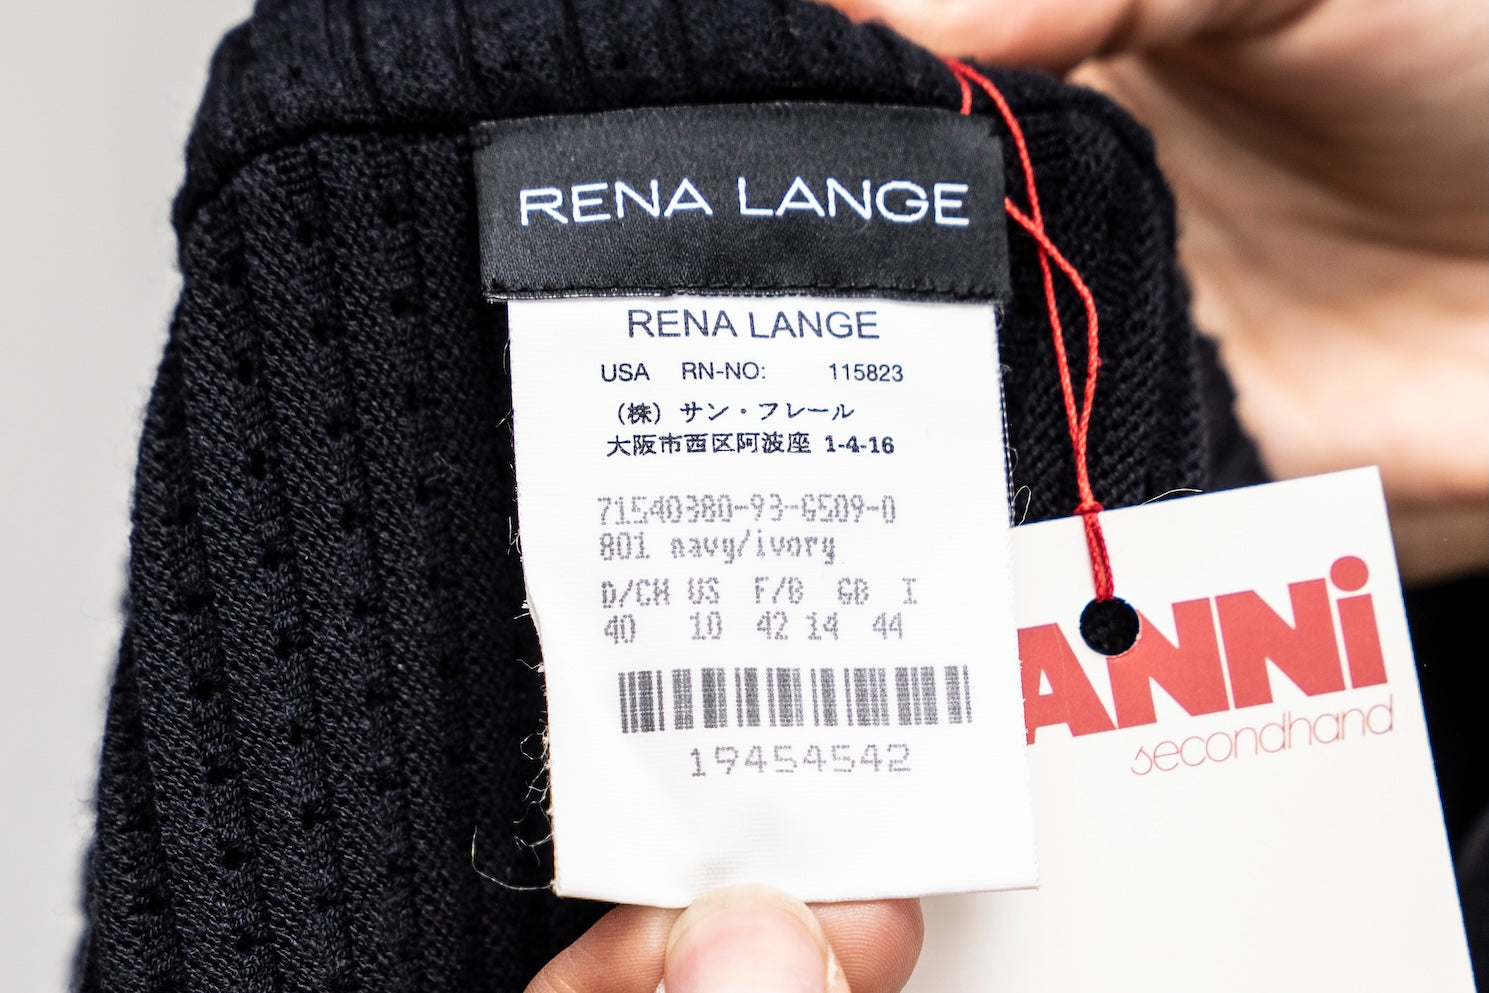 RENA LANGE
RENA LANGE
USA RN-NO: 115823
（株）サン・フレール
大阪市西区阿波座 1-4-16
71540380-93-6509-0
801 navy/ivory
D/CH US F/B GB I
40 10 42 14 44
19454542
ANNi
secondhand